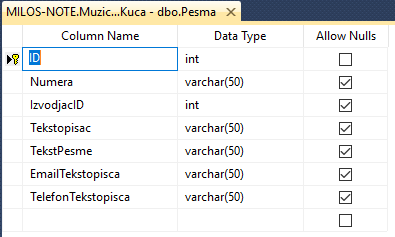 MILOS-NOTE.Muzic...Kuca - dbo.Pesma
Column Name Data Type Allow Nulls
ID int
Numera varchar(50)
IzvodjacID int
Tekstopisac varchar(50)
TekstPesme varchar(50)
EmailTekstopisca varchar(50)
TelefonTekstopisca varchar(50)